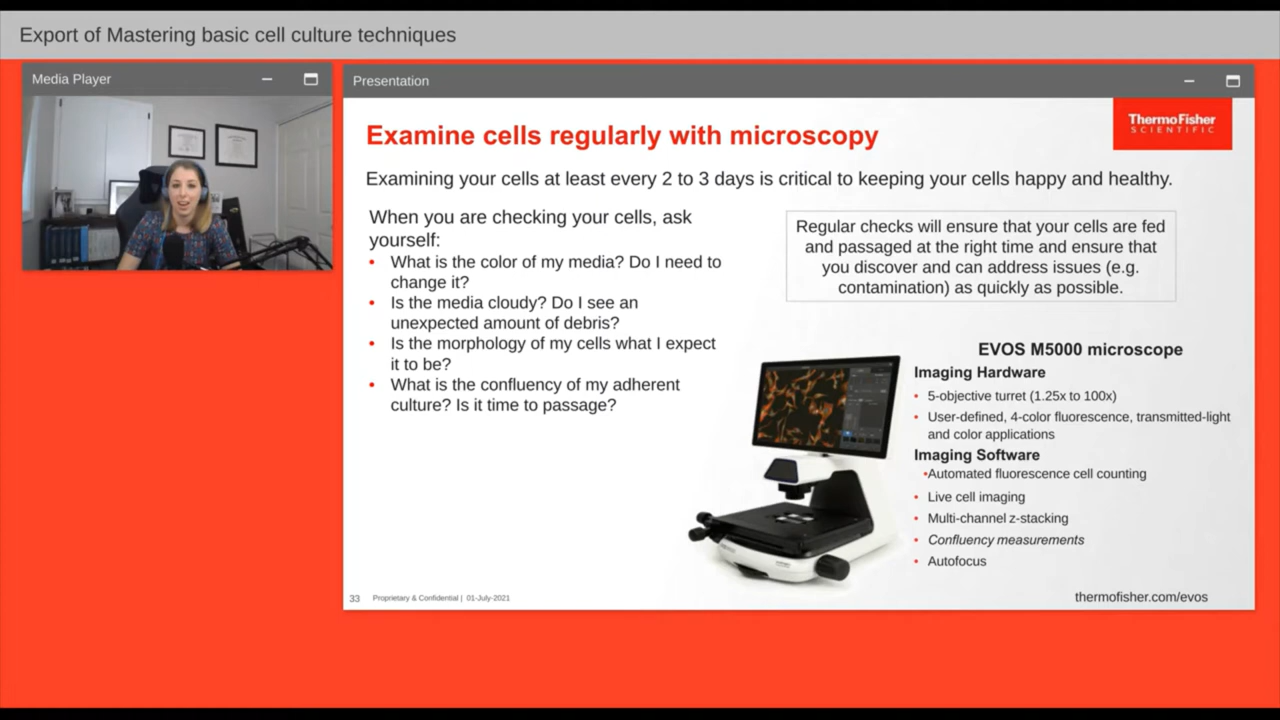 Export of Mastering basic cell culture techniques
Media Player
Presentation
Examine cells regularly with microscopy
ThermoFisher
SCIENTIFIC
Examining your cells at least every 2 to 3 days is critical to keeping your cells happy and healthy.
When you are checking your cells, ask
yourself:
• What is the color of my media? Do I need to
change it?
• Is the media cloudy? Do I see an
unexpected amount of debris?
• Is the morphology of my cells what I expect
it to be?
• What is the confluency of my adherent
culture? Is it time to passage?
Regular checks will ensure that your cells are fed
and passaged at the right time and ensure that
you discover and can address issues (e.g.
contamination) as quickly as possible.
EVOS M5000 microscope
Imaging Hardware
• 5-objective turret (1.25x to 100x)
• User-defined, 4-color fluorescence, transmitted-light
and color applications
Imaging Software
•Automated fluorescence cell counting
• Live cell imaging
• Multi-channel z-stacking
• Confluency measurements
• Autofocus
33 Proprietary & Confidential | 01-July-2021
thermofisher.com/evos